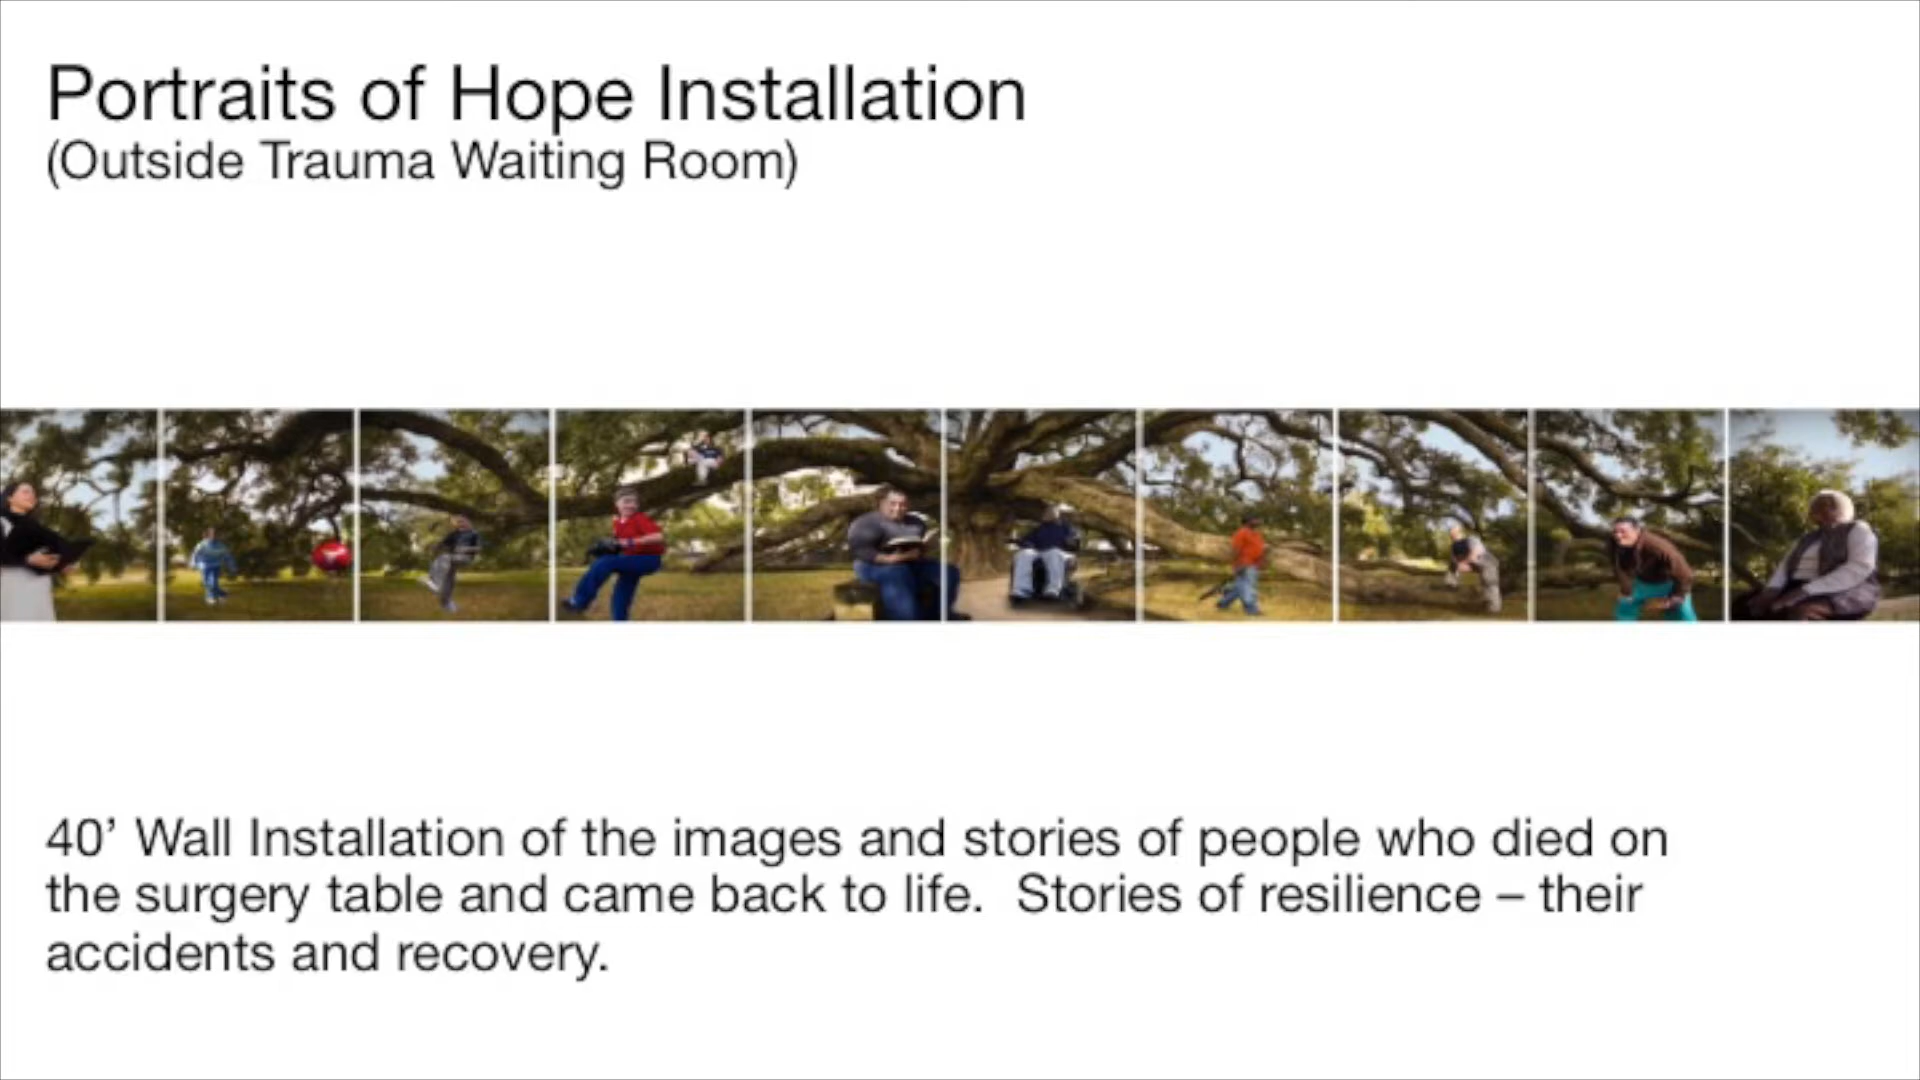 Portraits of Hope Installation
(Outside Trauma Waiting Room)
40’ Wall Installation of the images and stories of people who died on
the surgery table and came back to life.  Stories of resilience – their
accidents and recovery.